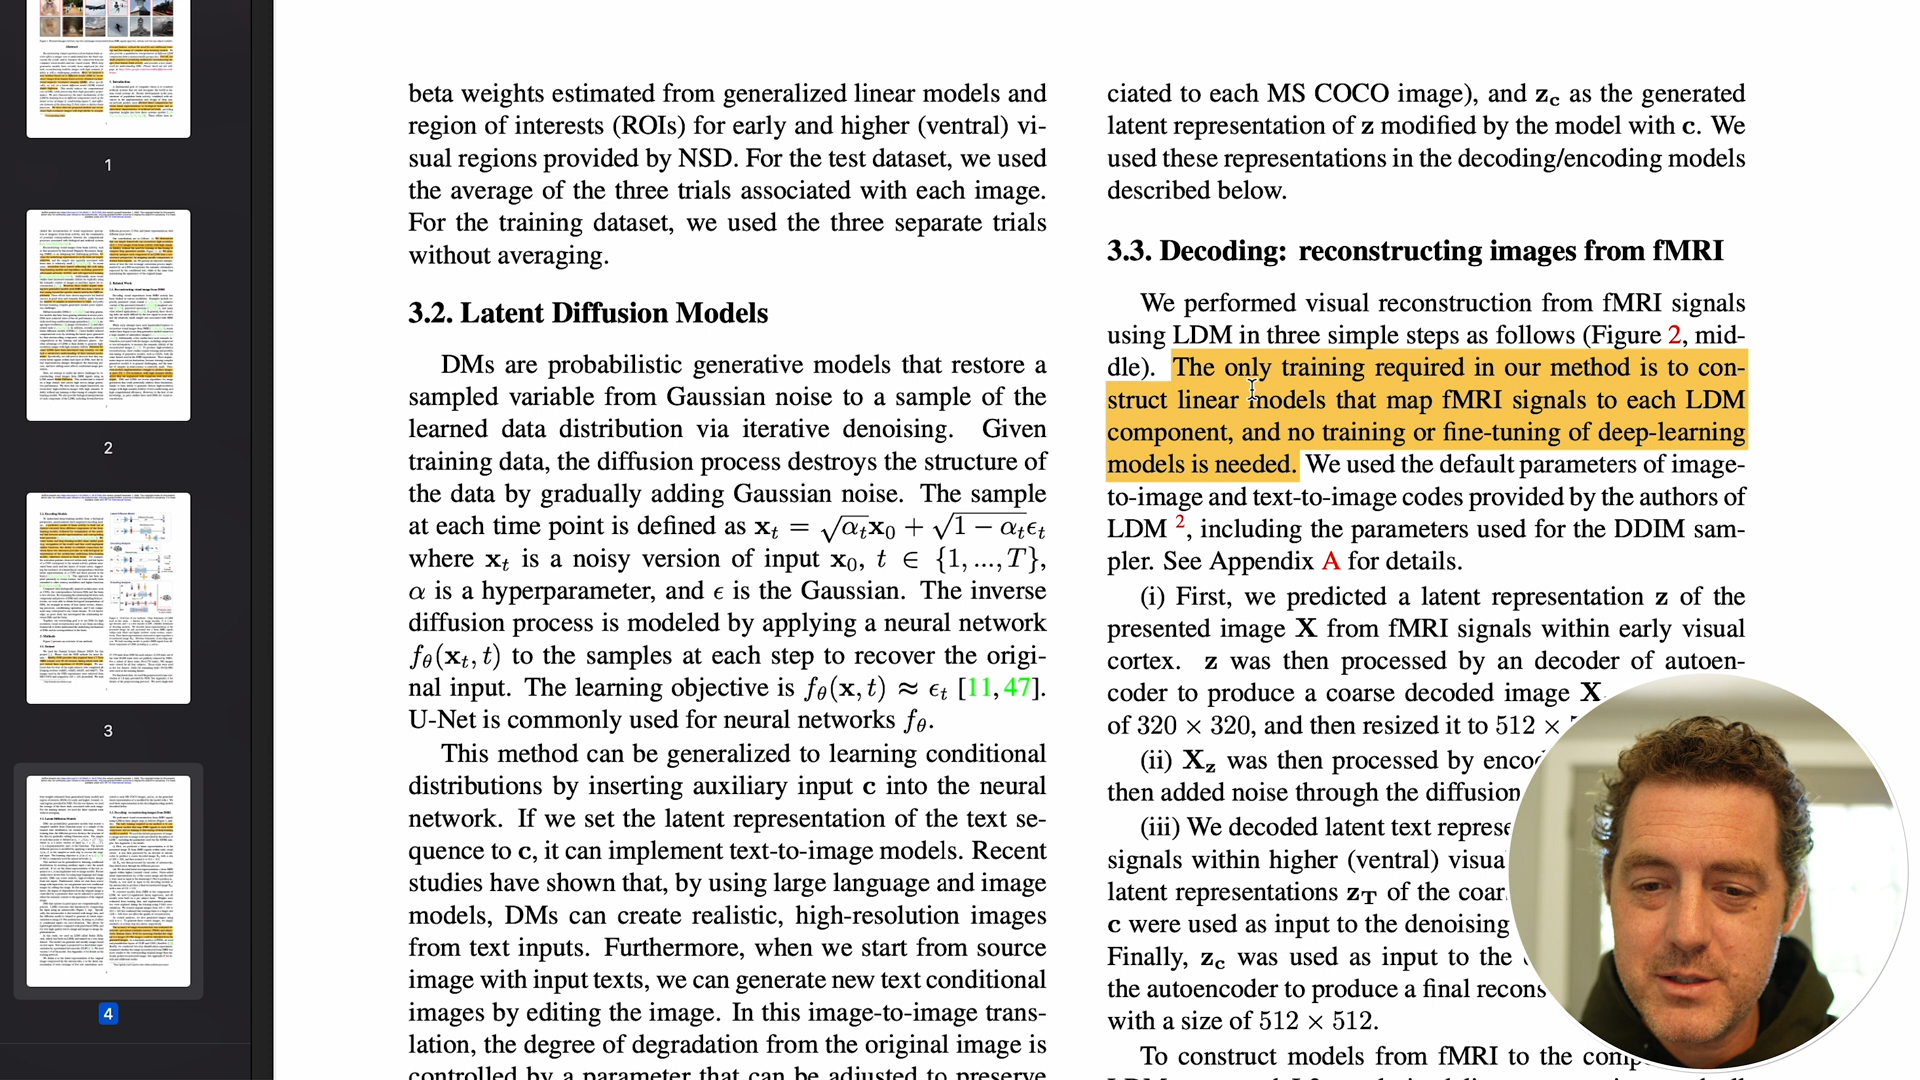 1
2
3
4
beta weights estimated from generalized linear models and
region of interests (ROIs) for early and higher (ventral) vi-
sual regions provided by NSD. For the test dataset, we used
the average of the three trials associated with each image.
For the training dataset, we used the three separate trials
without averaging.
3.2. Latent Diffusion Models
DMs are probabilistic generative models that restore a
sampled variable from Gaussian noise to a sample of the
learned data distribution via iterative denoising. Given
training data, the diffusion process destroys the structure of
the data by gradually adding Gaussian noise. The sample
at each time point is defined as xₜ = √αₜx₀ + √1 − αₜϵₜ
where xₜ is a noisy version of input x₀, t ∈ {1, ..., T},
α is a hyperparameter, and ϵ is the Gaussian. The inverse
diffusion process is modeled by applying a neural network
fθ(xₜ, t) to the samples at each step to recover the origi-
nal input. The learning objective is fθ(x, t) ≈ ϵₜ [11, 47].
U-Net is commonly used for neural networks fθ.
This method can be generalized to learning conditional
distributions by inserting auxiliary input c into the neural
network. If we set the latent representation of the text se-
quence to c, it can implement text-to-image models. Recent
studies have shown that, by using large language and image
models, DMs can create realistic, high-resolution images
from text inputs. Furthermore, when we start from source
image with input texts, we can generate new text conditional
images by editing the image. In this image-to-image trans-
lation, the degree of degradation from the original image is
controlled by a parameter that can be adjusted to preserve
ciated to each MS COCO image), and zc as the generated
latent representation of z modified by the model with c. We
used these representations in the decoding/encoding models
described below.
3.3. Decoding: reconstructing images from fMRI
We performed visual reconstruction from fMRI signals
using LDM in three simple steps as follows (Figure 2, mid-
dle). The only training required in our method is to con-
struct linear models that map fMRI signals to each LDM
component, and no training or fine-tuning of deep-learning
models is needed. We used the default parameters of image-
to-image and text-to-image codes provided by the authors of
LDM ², including the parameters used for the DDIM sam-
pler. See Appendix A for details.
(i) First, we predicted a latent representation z of the
presented image X from fMRI signals within early visual
cortex. z was then processed by an decoder of autoen-
coder to produce a coarse decoded image X
of 320 × 320, and then resized it to 512 ×
(ii) Xz was then processed by
then added noise through the diffusion
(iii) We decoded latent text
signals within higher (ventral)
latent representations zT of the
c were used as input to the denoising
Finally, zc was used as input to the
the autoencoder to produce a final
with a size of 512 × 512.
To construct models from fMRI to the